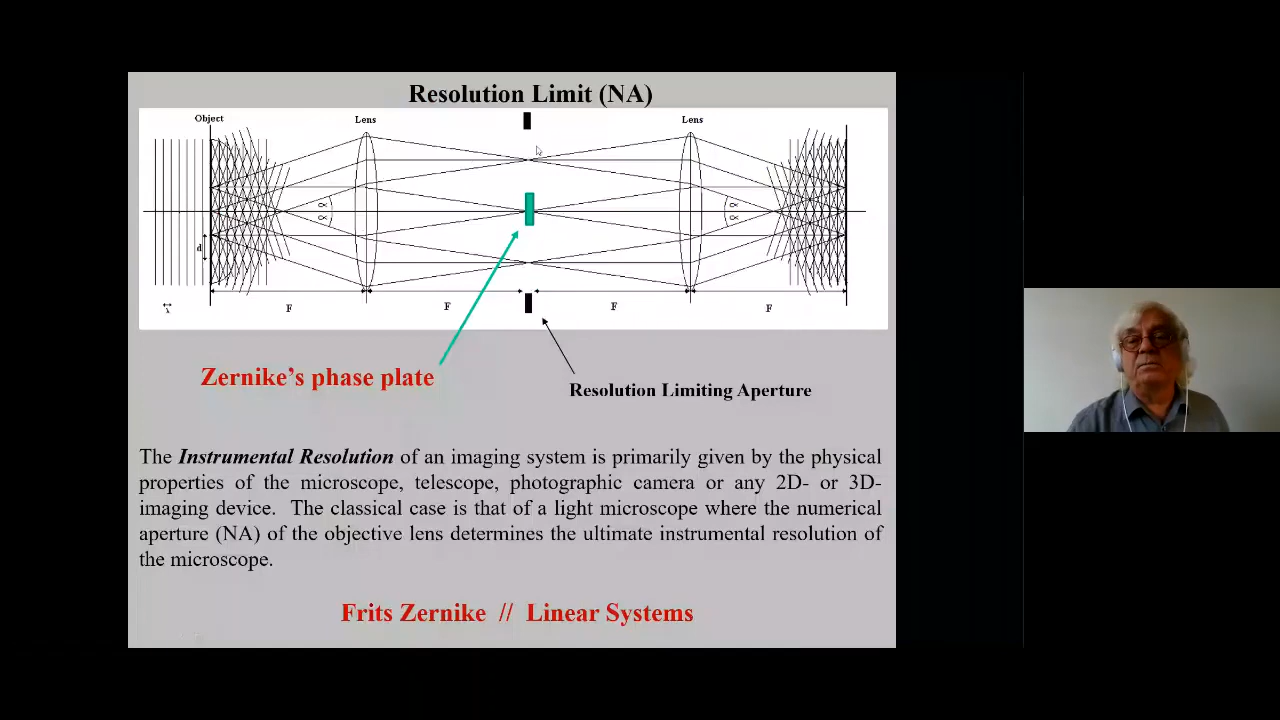 Resolution Limit (NA)
Object
Lens
Lens
α
α
α
α
d
λ
F
F
F
F
Zernike’s phase plate
Resolution Limiting Aperture
The Instrumental Resolution of an imaging system is primarily given by the physical
properties of the microscope, telescope, photographic camera or any 2D- or 3D-
imaging device. The classical case is that of a light microscope where the numerical
aperture (NA) of the objective lens determines the ultimate instrumental resolution of
the microscope.
Frits Zernike // Linear Systems